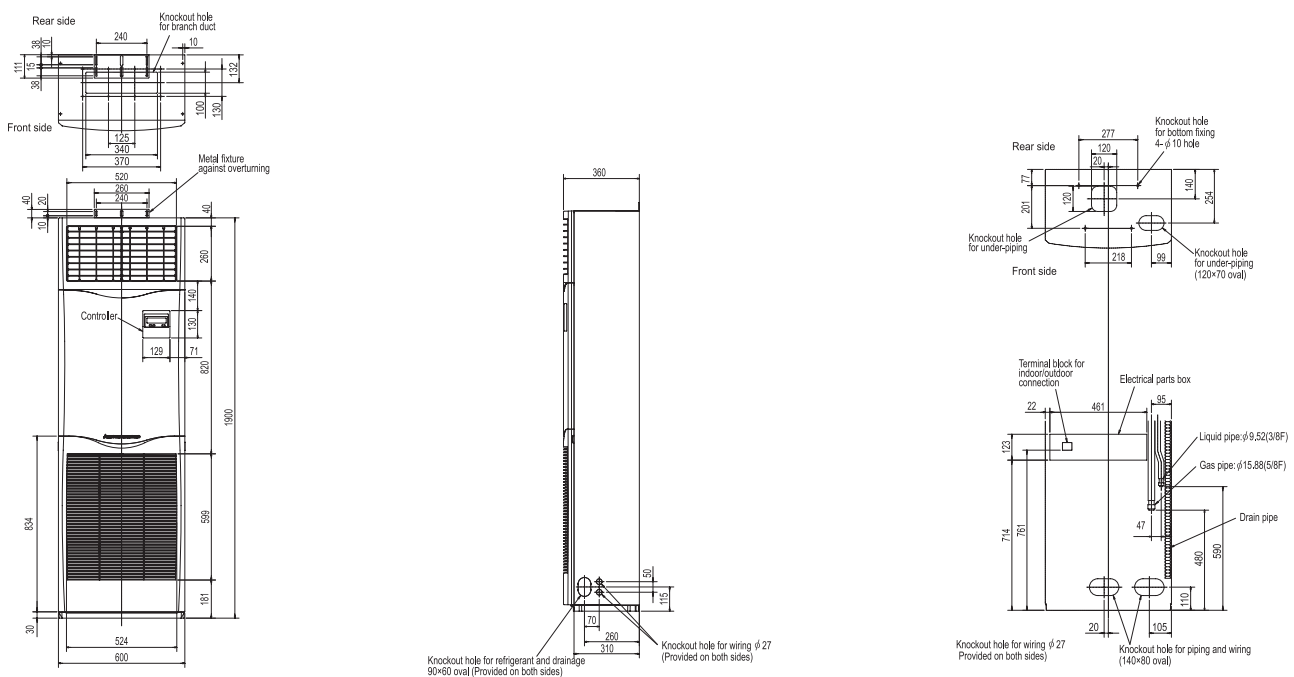 Knockout hole
for branch duct
Rear side
240
10
38
10
111
15
38
132
100
130
Front side
125
340
370
Metal fixture
against overturning
520
260
240
40
20
10
40
260
140
Controller
130
129
71
820
1900
834
599
181
30
524
600
360
50
115
70
260
310
Knockout hole for wiring ϕ27
(Provided on both sides)
Knockout hole for refrigerant and drainage
90×60 oval (Provided on both sides)
Knockout hole
for bottom fixing
4-ϕ10 hole
277
120
20
Rear side
77
120
201
140
254
Knockout hole
for under-piping
Front side
218
99
Knockout hole
for under-piping
(120×70 oval)
Terminal block for
indoor/outdoor
connection
Electrical parts box
22
461
95
123
Liquid pipe:ϕ9,52(3/8F)
Gas pipe:ϕ15.88(5/8F)
714
761
47
Drain pipe
480
590
110
20
105
Knockout hole for wiring ϕ27
Provided on both sides)
Knockout hole for piping and wiring
(140×80 oval)